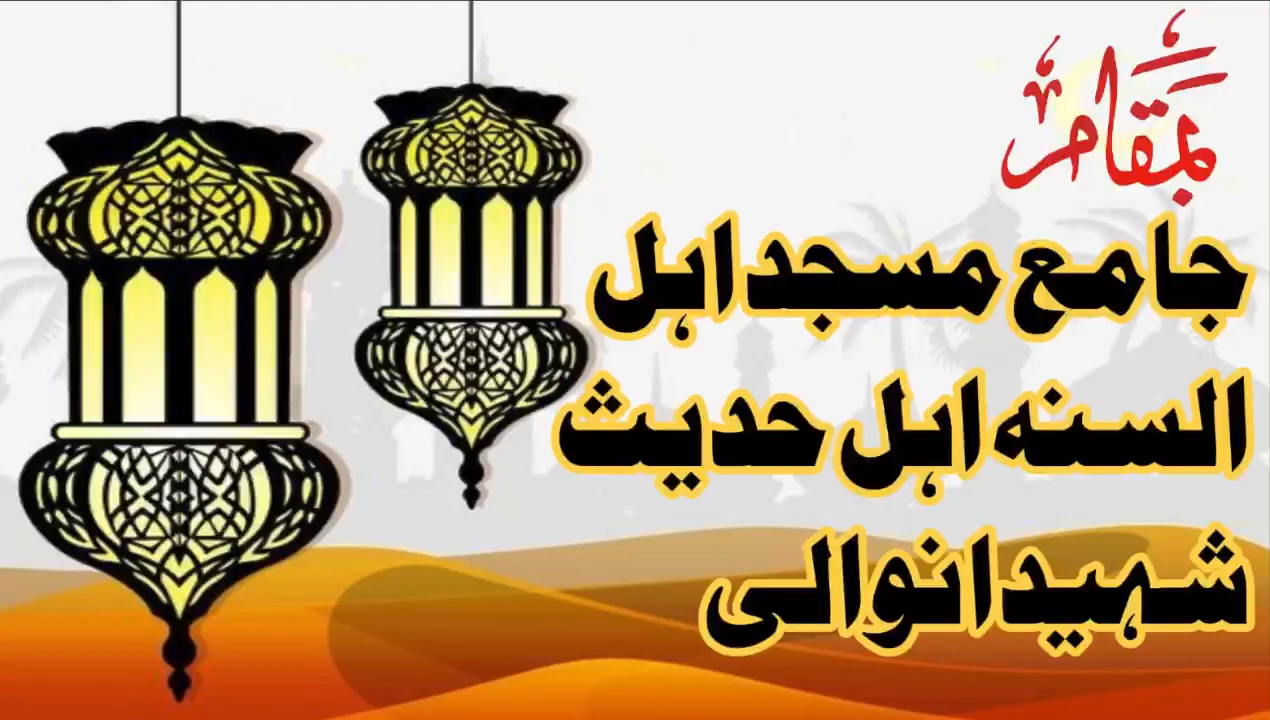 بمقام
جامع مسجد اہل
السنہ اہل حدیث
شہیدانوالی